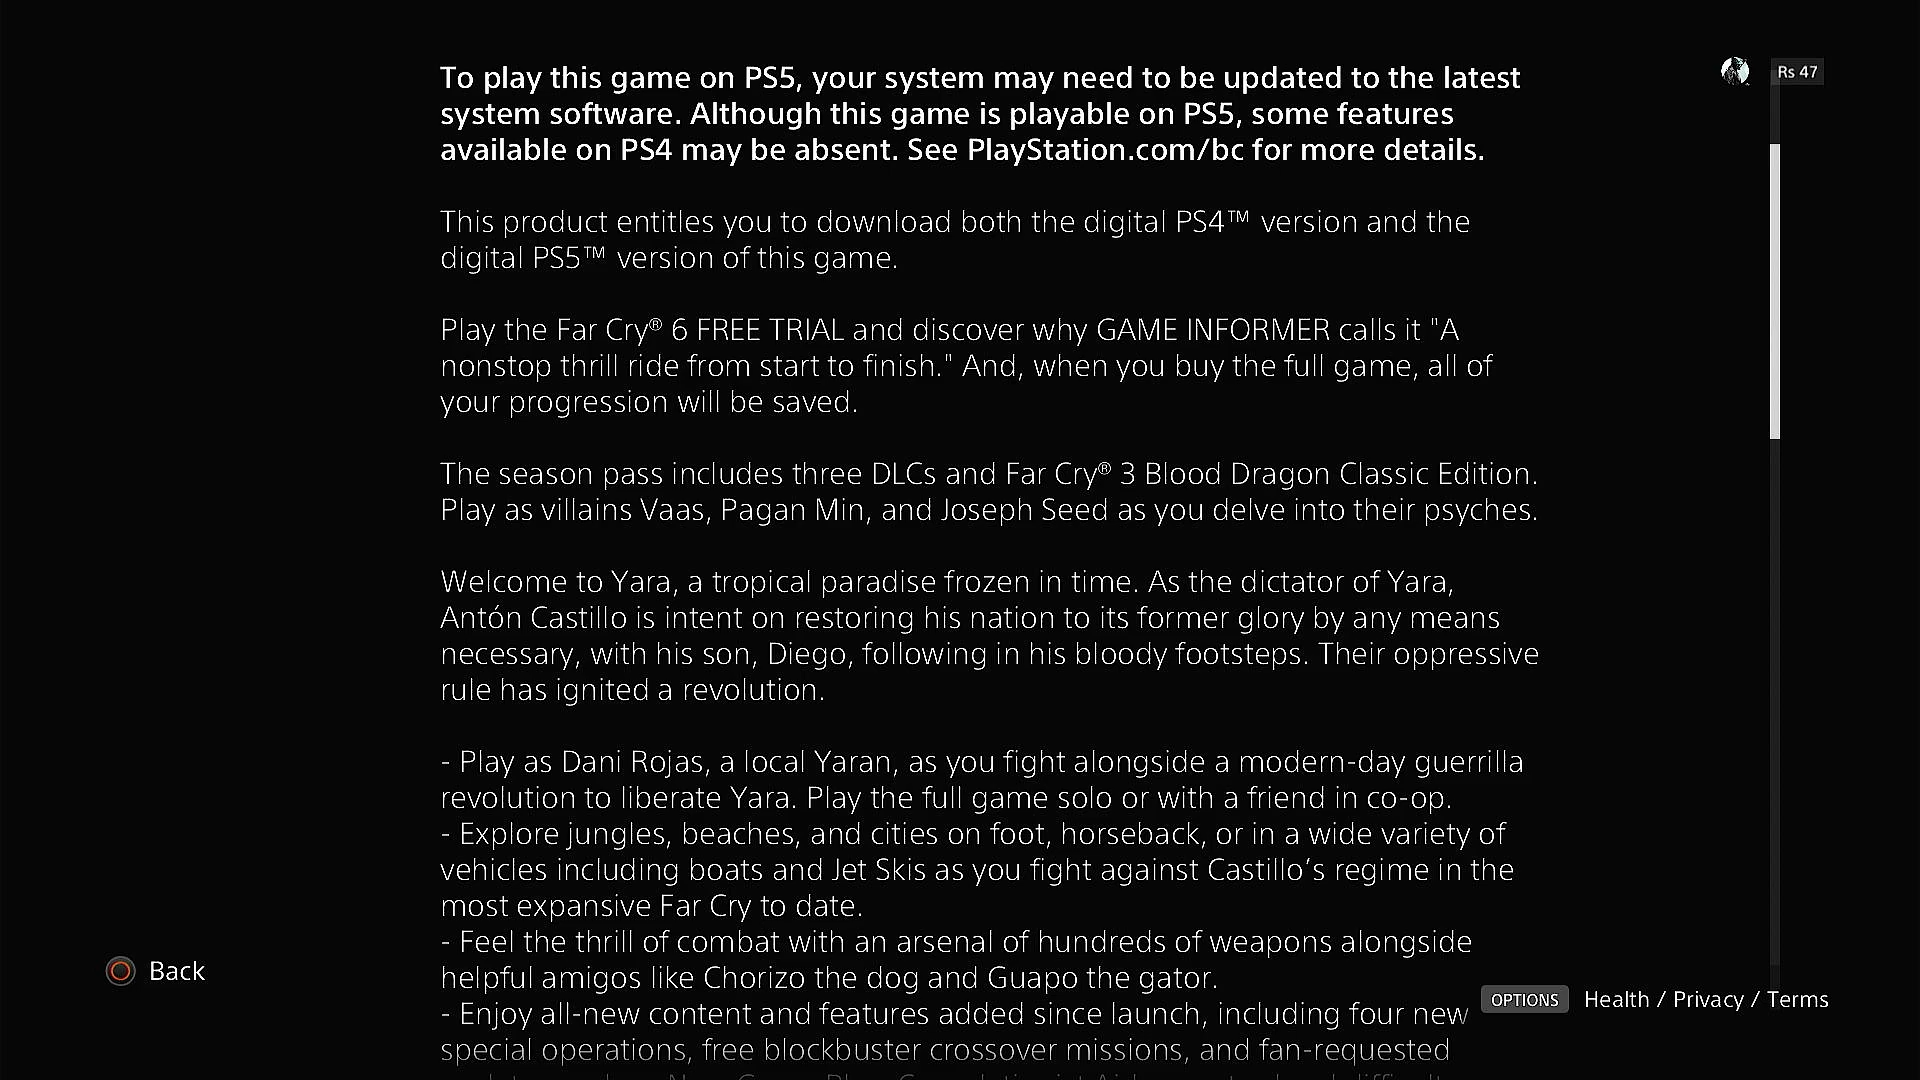 To play this game on PS5, your system may need to be updated to the latest
system software. Although this game is playable on PS5, some features
available on PS4 may be absent. See PlayStation.com/bc for more details.
Rs 47
This product entitles you to download both the digital PS4™ version and the
digital PS5™ version of this game.
Play the Far Cry® 6 FREE TRIAL and discover why GAME INFORMER calls it "A
nonstop thrill ride from start to finish." And, when you buy the full game, all of
your progression will be saved.
The season pass includes three DLCs and Far Cry® 3 Blood Dragon Classic Edition.
Play as villains Vaas, Pagan Min, and Joseph Seed as you delve into their psyches.
Welcome to Yara, a tropical paradise frozen in time. As the dictator of Yara,
Antón Castillo is intent on restoring his nation to its former glory by any means
necessary, with his son, Diego, following in his bloody footsteps. Their oppressive
rule has ignited a revolution.
- Play as Dani Rojas, a local Yaran, as you fight alongside a modern-day guerrilla
revolution to liberate Yara. Play the full game solo or with a friend in co-op.
- Explore jungles, beaches, and cities on foot, horseback, or in a wide variety of
vehicles including boats and Jet Skis as you fight against Castillo’s regime in the
most expansive Far Cry to date.
- Feel the thrill of combat with an arsenal of hundreds of weapons alongside
helpful amigos like Chorizo the dog and Guapo the gator.
- Enjoy all-new content and features added since launch, including four new
special operations, free blockbuster crossover missions, and fan-requested
Back
OPTIONS Health / Privacy / Terms